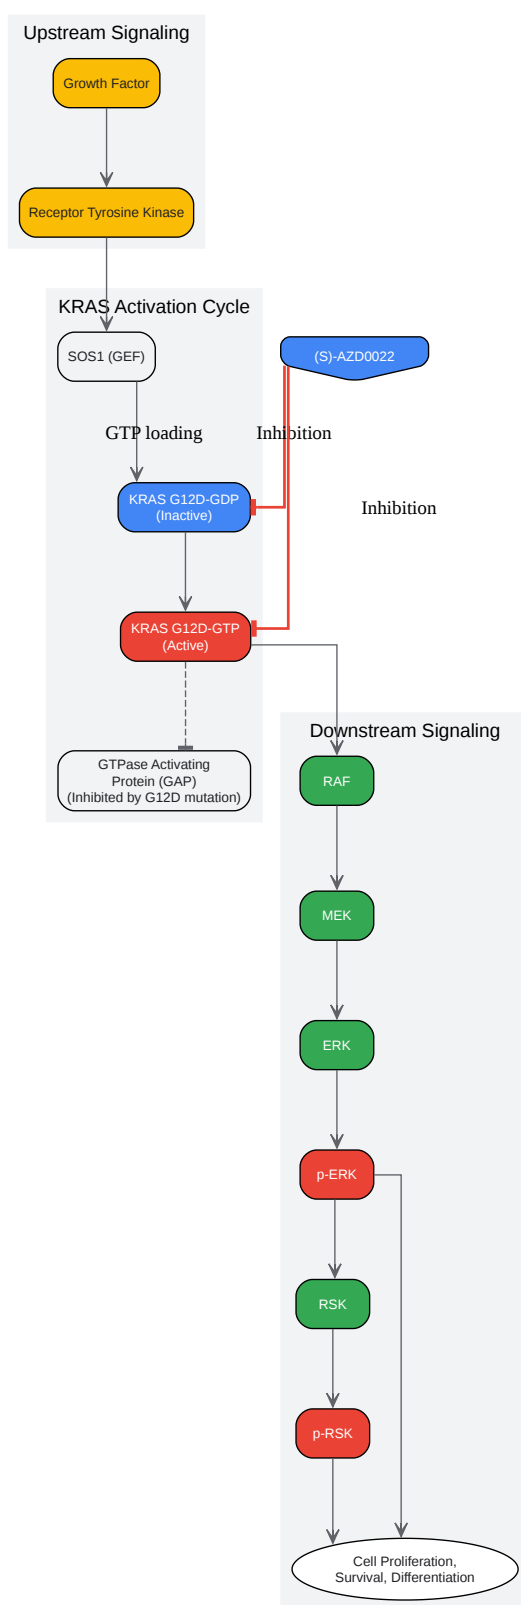 Upstream Signaling
Growth Factor
Receptor Tyrosine Kinase
KRAS Activation Cycle
SOS1 (GEF)
(S)-AZD0022
GTP loading
Inhibition
KRAS G12D-GDP
(Inactive)
Inhibition
KRAS G12D-GTP
(Active)
GTPase Activating
Protein (GAP)
(Inhibited by G12D mutation)
Downstream Signaling
RAF
MEK
ERK
p-ERK
RSK
p-RSK
Cell Proliferation,
Survival, Differentiation